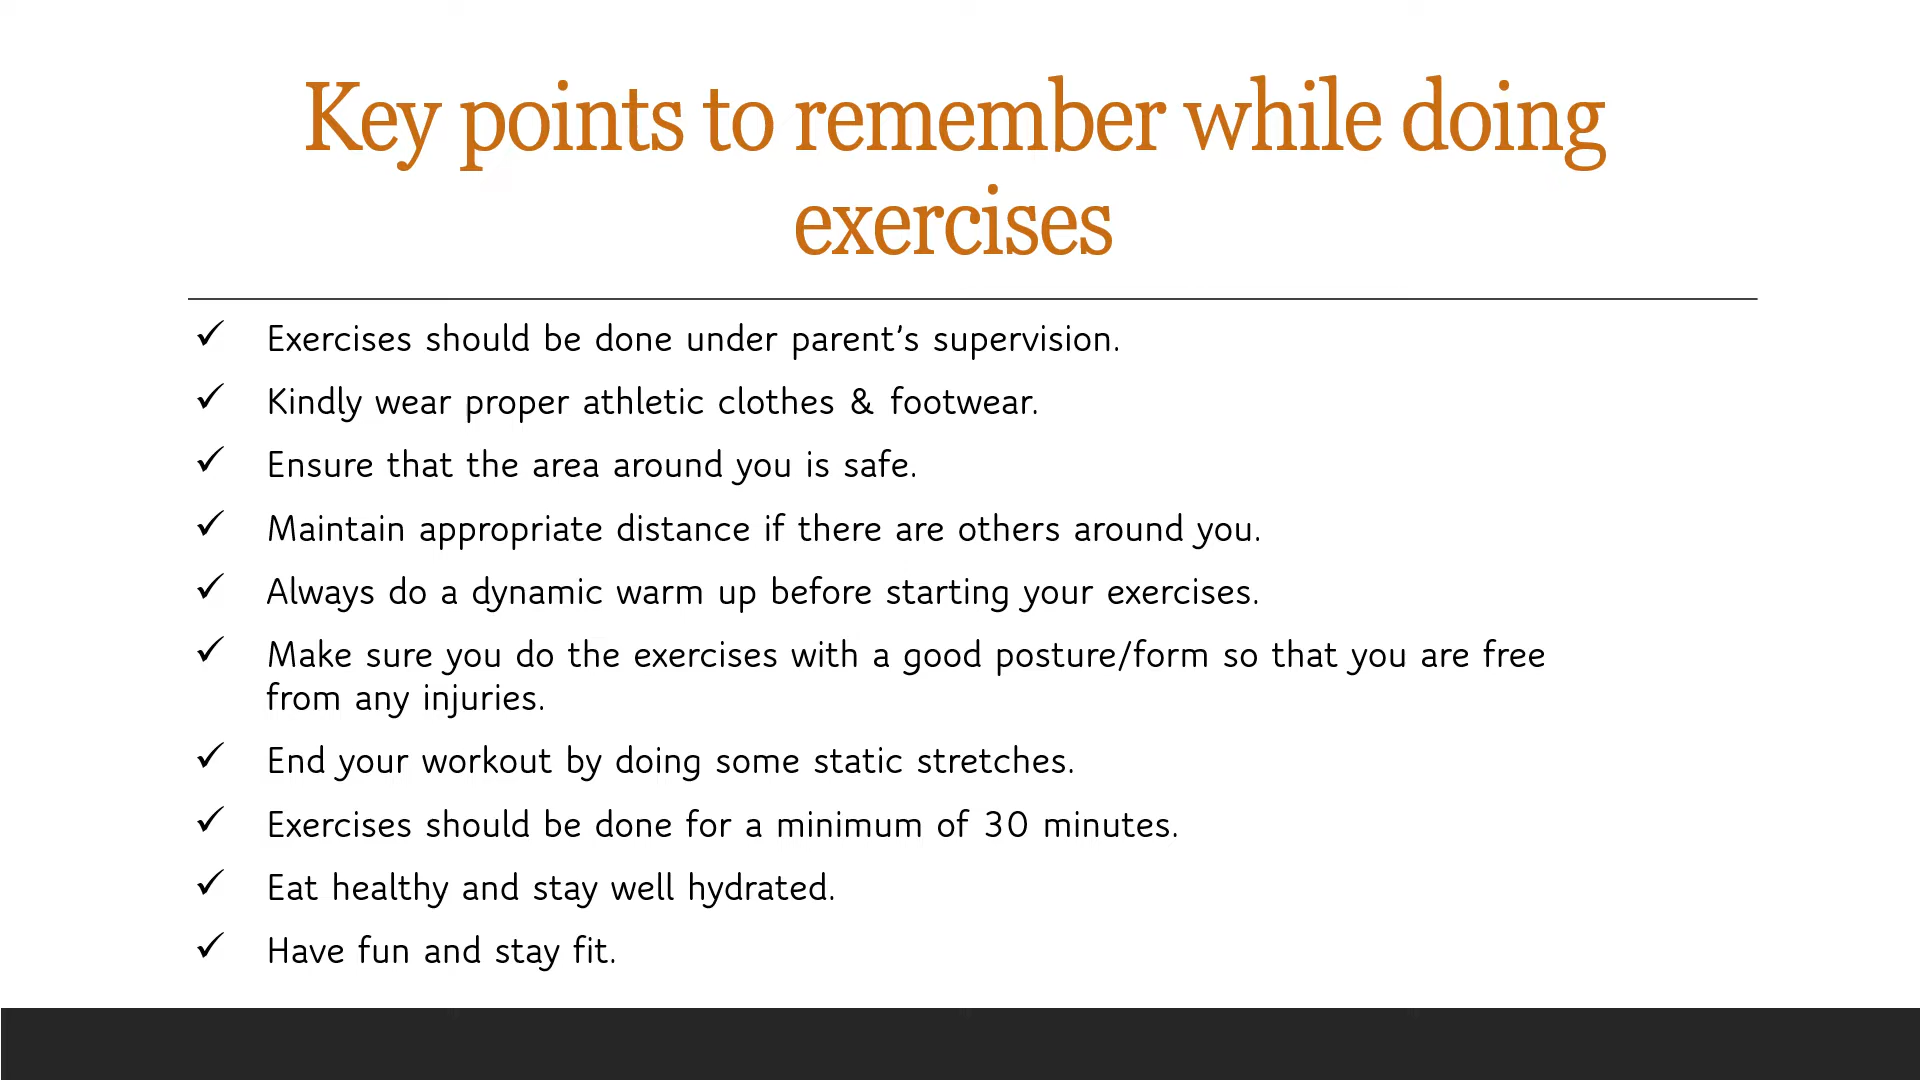 Key points to remember while doing
exercises
✓ Exercises should be done under parent’s supervision.
✓ Kindly wear proper athletic clothes & footwear.
✓ Ensure that the area around you is safe.
✓ Maintain appropriate distance if there are others around you.
✓ Always do a dynamic warm up before starting your exercises.
✓ Make sure you do the exercises with a good posture/form so that you are free
from any injuries.
✓ End your workout by doing some static stretches.
✓ Exercises should be done for a minimum of 30 minutes.
✓ Eat healthy and stay well hydrated.
✓ Have fun and stay fit.